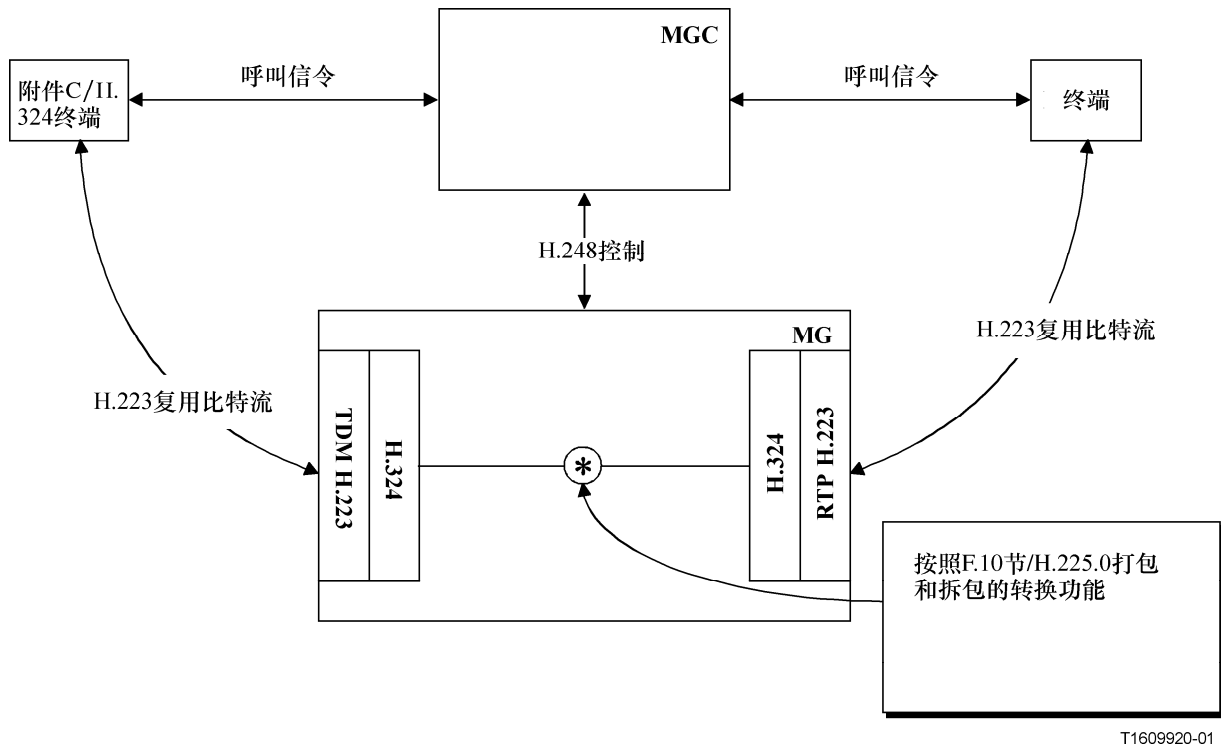 MGC
呼叫信令
呼叫信令
附件C/II.
324终端
终端
H.248控制
MG
H.223复用比特流
H.223复用比特流
TDM H.223
H.324
*
H.324
RTP H.223
按照F.10节/H.225.0打包
和拆包的转换功能
T1609920-01